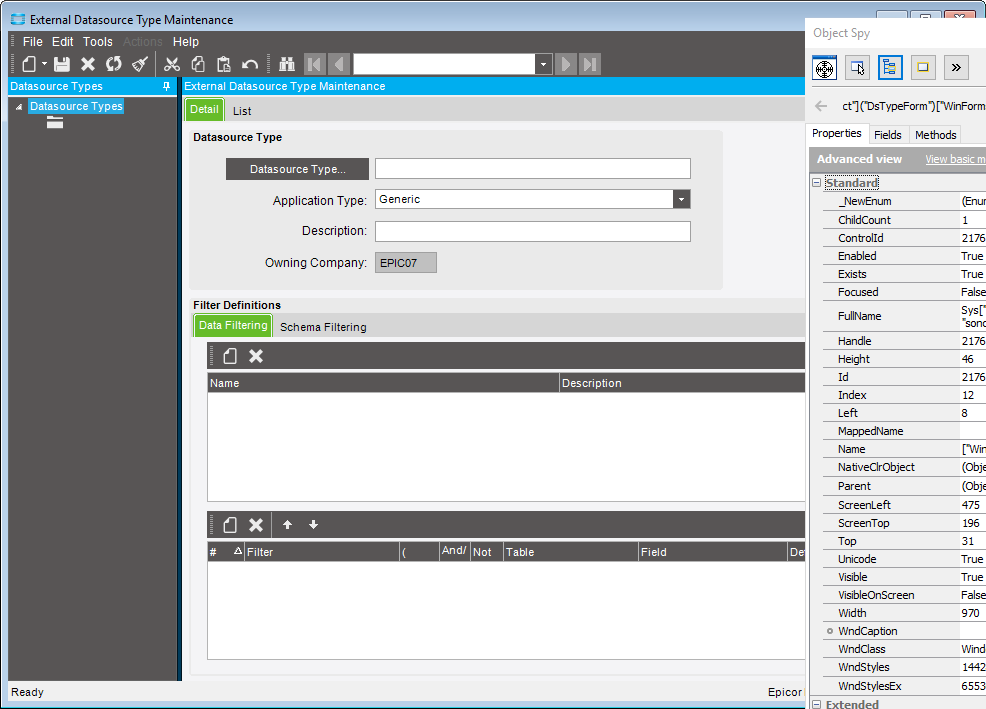 External Datasource Type Maintenance
File Edit Tools Actions Help
Datasource Types
Datasource Types
External Datasource Type Maintenance
Detail List
Datasource Type
Datasource Type...
Application Type: Generic
Description:
Owning Company: EPIC07
Filter Definitions
Data Filtering Schema Filtering
Name Description
# Filter ( And/ Not Table Field De
Ready Epicor
Object Spy
ct"]("DsTypeForm")["WinForm
Properties Fields Methods
Advanced view View basic m
Standard
_NewEnum (Enu
ChildCount 1
ControlId 2176
Enabled True
Exists True
Focused False
FullName Sys["
"sono
Handle 2176
Height 46
Id 2176
Index 12
Left 8
MappedName
Name ["Win
NativeClrObject (Obje
Parent (Obje
ScreenLeft 475
ScreenTop 196
Top 31
Unicode True
Visible True
VisibleOnScreen False
Width 970
WndCaption
WndClass Wind
WndStyles 1442
WndStylesEx 6553
Extended